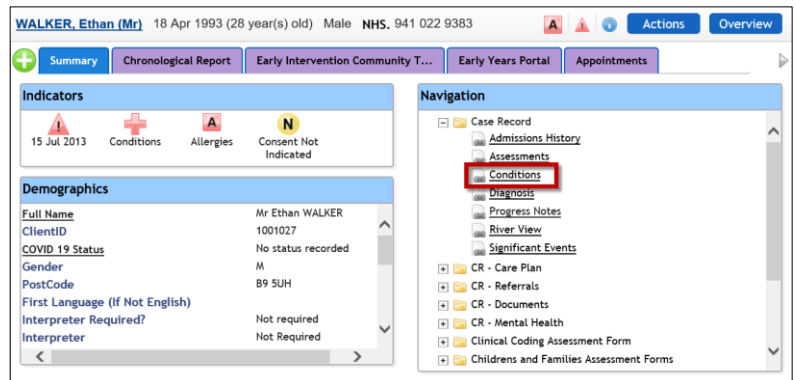 WALKER, Ethan (Mr) 18 Apr 1993 (28 year(s) old) Male NHS. 941 022 9383 A Actions Overview
Summary Chronological Report Early Intervention Community T... Early Years Portal Appointments
Indicators
15 Jul 2013 Conditions A Allergies N Consent Not Indicated
Demographics
Full Name Mr Ethan WALKER
ClientID 1001027
COVID 19 Status No status recorded
Gender M
PostCode B9 5UH
First Language (If Not English)
Interpreter Required? Not required
Interpreter Not Required
Navigation
Case Record
Admissions History
Assessments
Conditions
Diagnosis
Progress Notes
River View
Significant Events
CR - Care Plan
CR - Referrals
CR - Documents
CR - Mental Health
Clinical Coding Assessment Form
Childrens and Families Assessment Forms